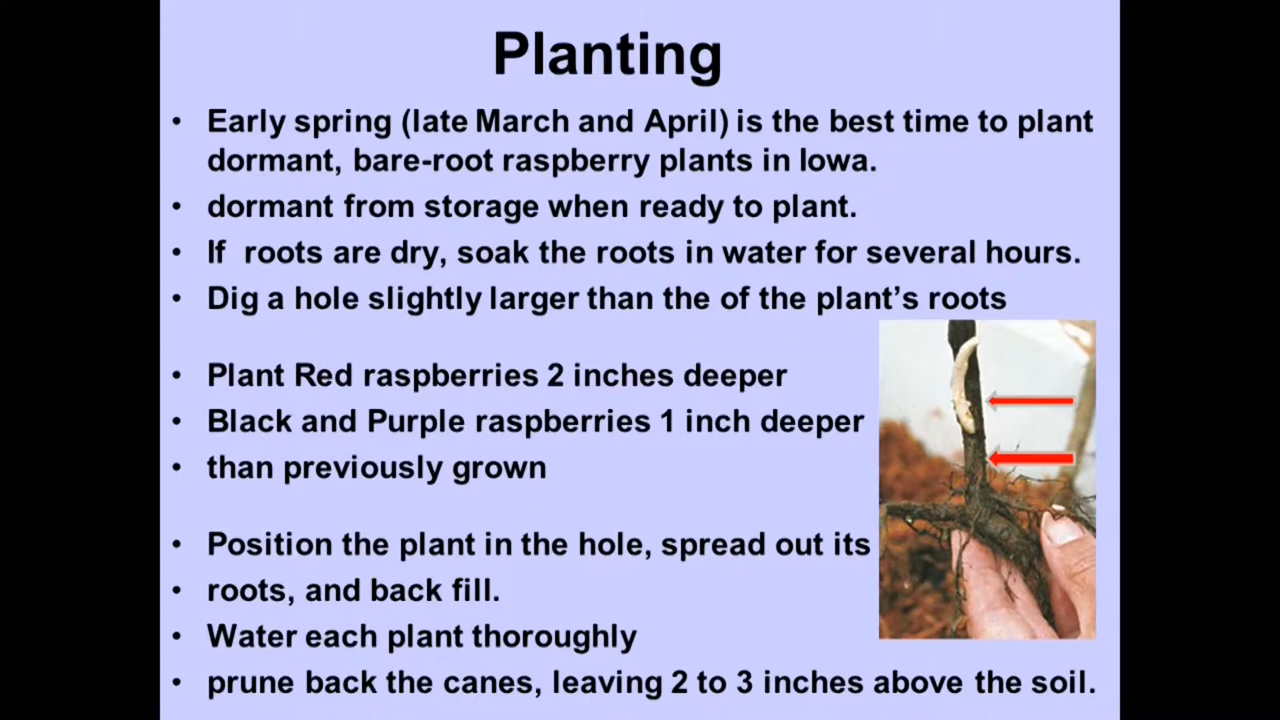 Planting
• Early spring (late March and April) is the best time to plant
dormant, bare-root raspberry plants in Iowa.
• dormant from storage when ready to plant.
• If roots are dry, soak the roots in water for several hours.
• Dig a hole slightly larger than the of the plant's roots
• Plant Red raspberries 2 inches deeper
• Black and Purple raspberries 1 inch deeper
• than previously grown
• Position the plant in the hole, spread out its
• roots, and back fill.
• Water each plant thoroughly
• prune back the canes, leaving 2 to 3 inches above the soil.